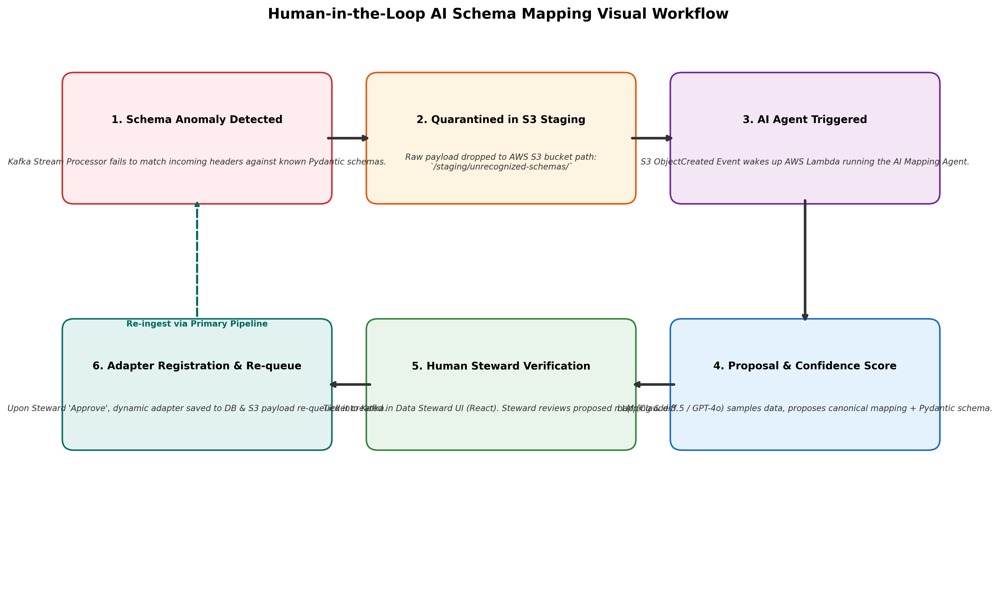 Human-in-the-Loop AI Schema Mapping Visual Workflow
1. Schema Anomaly Detected
Kafka Stream Processor fails to match incoming headers against known Pydantic schemas.
2. Quarantined in S3 Staging
Raw payload dropped to AWS S3 bucket path:
`/staging/unrecognized-schemas/`
3. AI Agent Triggered
S3 ObjectCreated Event wakes up AWS Lambda running the AI Mapping Agent.
Re-ingest via Primary Pipeline
6. Adapter Registration & Re-queue
Upon Steward 'Approve', dynamic adapter saved to DB & S3 payload re-queued into Kafka.
5. Human Steward Verification
Ticket created in Data Steward UI (React). Steward reviews proposed mapping & diff.
4. Proposal & Confidence Score
LLM (Claude 3.5 / GPT-4o) samples data, proposes canonical mapping + Pydantic schema.